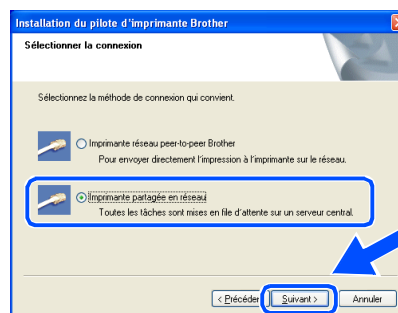 Installation du pilote d'imprimante Brother
Sélectionner la connexion
Sélectionnez la méthode de connexion qui convient.
Imprimante réseau peer-to-peer Brother
Pour envoyer directement l'impression à l'imprimante sur le réseau.
Imprimante partagée en réseau
Toutes les tâches sont mises en file d'attente sur un serveur central.
< Précéden
Suivant >
Annuler